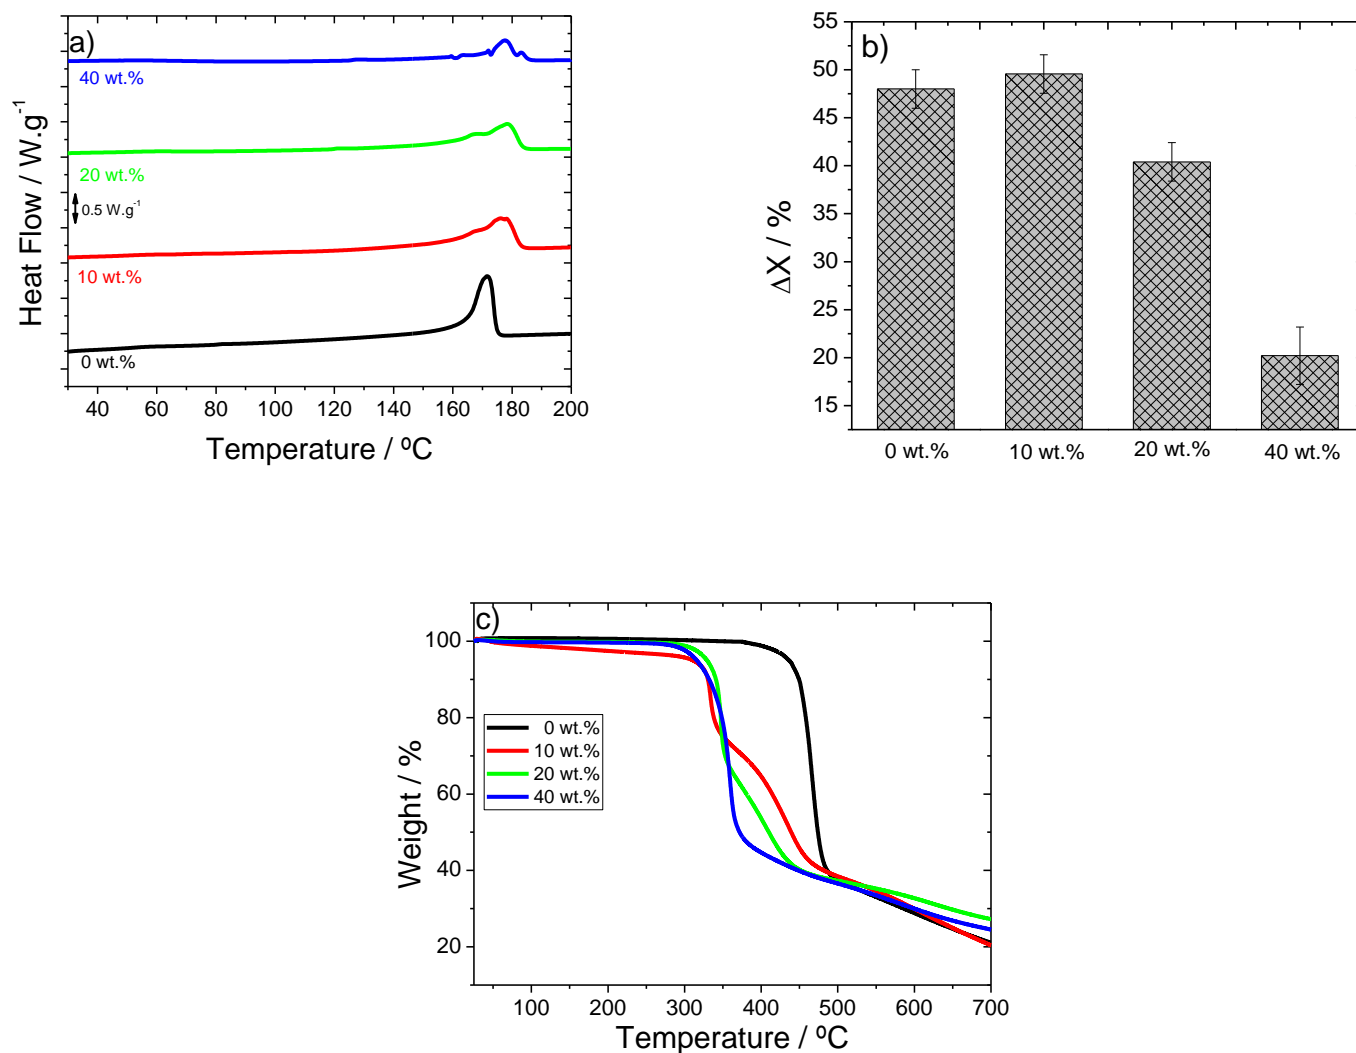 a)
40 wt.%
20 wt.%
0.5 W.g⁻¹
10 wt.%
0 wt.%
Heat Flow / W.g⁻¹
40 60 80 100 120 140 160 180 200
Temperature / ºC
b)
55
50
45
40
35
30
25
20
15
ΔX / %
0 wt.% 10 wt.% 20 wt.% 40 wt.%
c)
100
80
60
40
20
Weight / %
0 wt.%
10 wt.%
20 wt.%
40 wt.%
100 200 300 400 500 600 700
Temperature / ºC